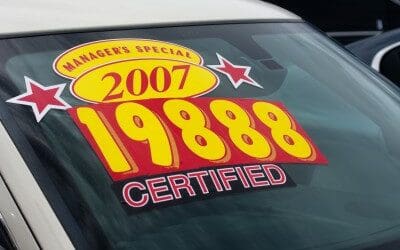 MANAGER'S SPECIAL
2007
19888
CERTIFIED